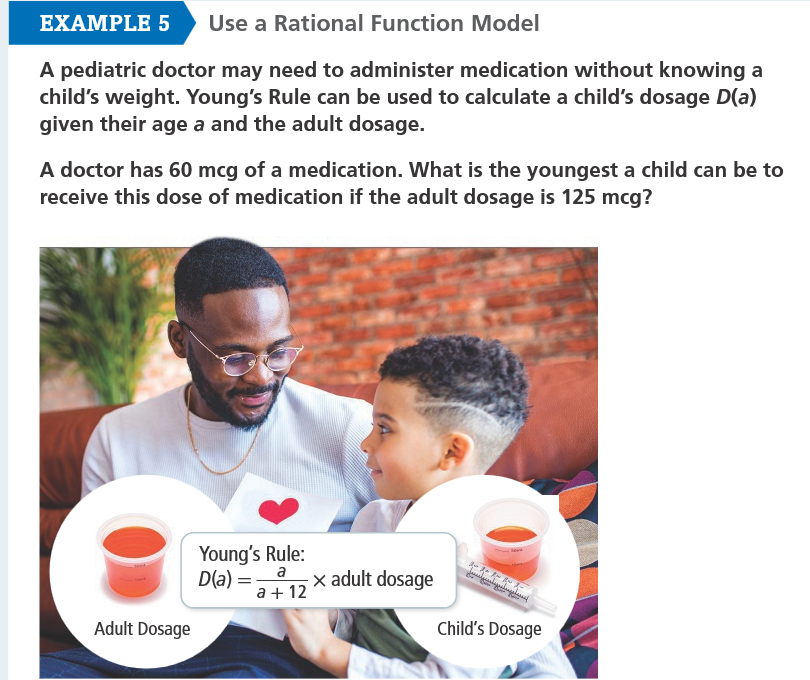 EXAMPLE 5 Use a Rational Function Model
A pediatric doctor may need to administer medication without knowing a
child's weight. Young's Rule can be used to calculate a child's dosage D(a)
given their age a and the adult dosage.
A doctor has 60 mcg of a medication. What is the youngest a child can be to
receive this dose of medication if the adult dosage is 125 mcg?
Young's Rule:
D(a) = a / a + 12 × adult dosage
Adult Dosage
Child's Dosage